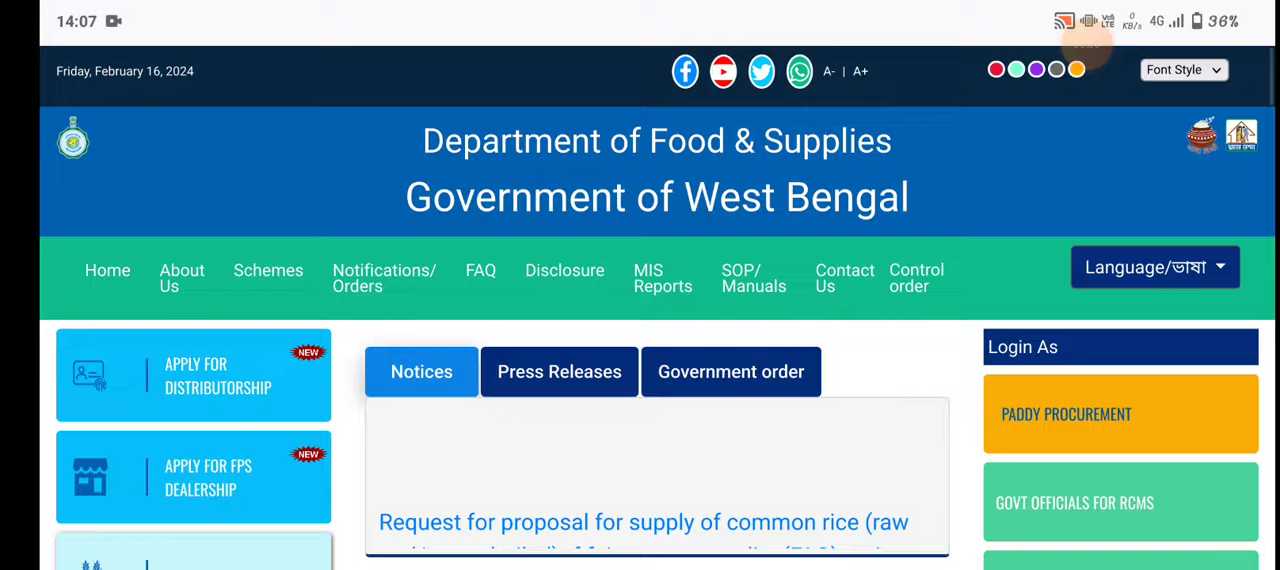 14:07
0 KB/s
4G
36%
Friday, February 16, 2024
A- | A+
Font Style
Department of Food & Supplies
Government of West Bengal
Home
About Us
Schemes
Notifications/ Orders
FAQ
Disclosure
MIS Reports
SOP/ Manuals
Contact Us
Control order
Language/ভাষা
APPLY FOR
DISTRIBUTORSHIP
NEW
APPLY FOR FPS
DEALERSHIP
NEW
Notices
Press Releases
Government order
Request for proposal for supply of common rice (raw
Login As
PADDY PROCUREMENT
GOVT OFFICIALS FOR RCMS